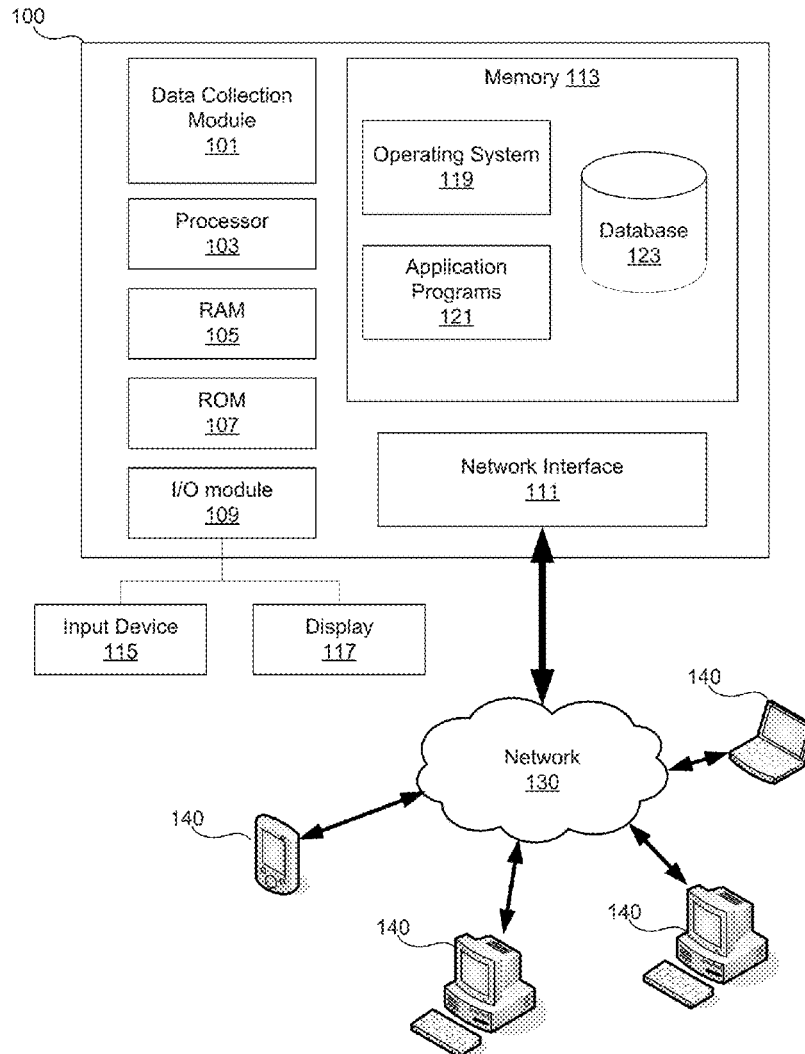 100
Data Collection
Module
101
Processor
103
RAM
105
ROM
107
I/O module
109
Memory 113
Operating System
119
Application
Programs
121
Database
123
Network Interface
111
Input Device
115
Display
117
Network
130
140
140
140
140